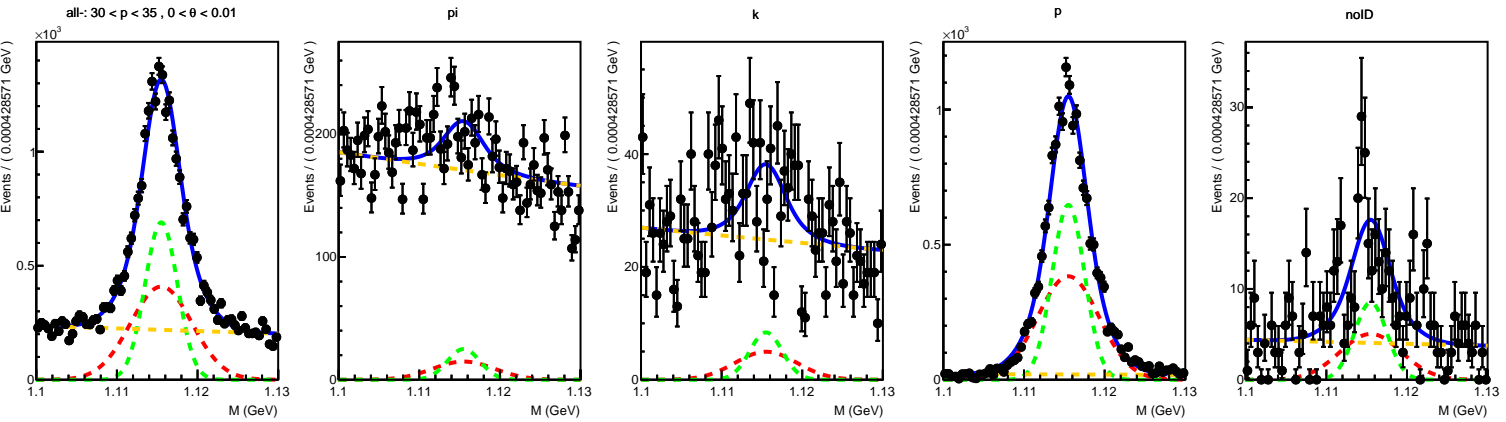 all-: 30 < p < 35 , 0 < θ < 0.01
×10³
Events / ( 0.000428571 GeV )
1
0.5
0
1.1 1.11 1.12 1.13
M (GeV)
pi
Events / ( 0.000428571 GeV )
200
100
0
1.1 1.11 1.12 1.13
M (GeV)
k
Events / ( 0.000428571 GeV )
40
20
0
1.1 1.11 1.12 1.13
M (GeV)
p
×10³
Events / ( 0.000428571 GeV )
1
0.5
0
1.1 1.11 1.12 1.13
M (GeV)
noID
Events / ( 0.000428571 GeV )
30
20
10
0
1.1 1.11 1.12 1.13
M (GeV)